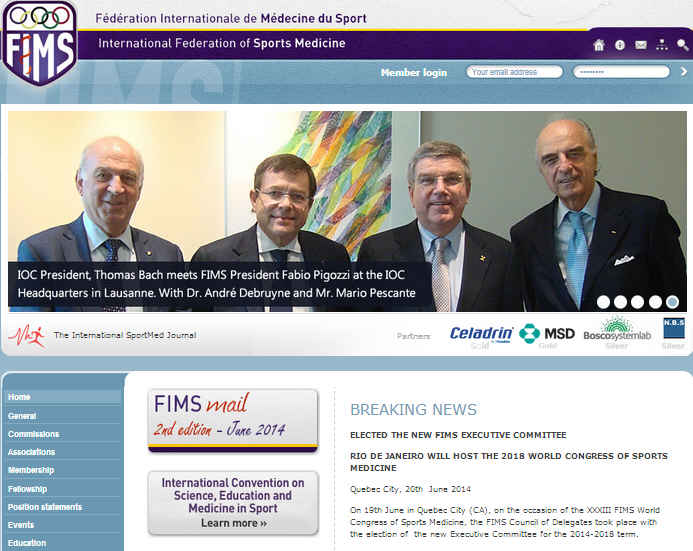 FIMS
Fédération Internationale de Médecine du Sport
International Federation of Sports Medicine
Member login
Your email address
FIMS
IOC President, Thomas Bach meets FIMS President Fabio Pigozzi at the IOC
Headquarters in Lausanne. With Dr. André Debruyne and Mr. Mario Pescante
The International SportMed Journal
Partners
Celadrin
Gold
MSD
Gold
Boscosystemlab
Silver
N.B.S
Silver
Home
General
Commissions
Associations
Membership
Fellowship
Position statements
Events
Education
FIMS mail
2nd edition - June 2014
International Convention on
Science, Education and
Medicine in Sport
Learn more »
BREAKING NEWS
ELECTED THE NEW FIMS EXECUTIVE COMMITTEE
RIO DE JANEIRO WILL HOST THE 2018 WORLD CONGRESS OF SPORTS
MEDICINE
Quebec City, 20th June 2014
On 19th June in Quebec City (CA), on the occasion of the XXXIII FIMS World
Congress of Sports Medicine, the FIMS Council of Delegates took place with
the election of the new Executive Committee for the 2014-2018 term.